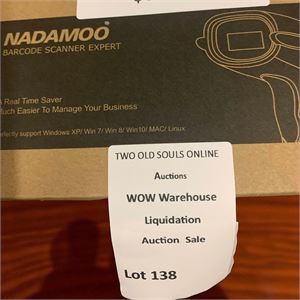 NADAMOO
BARCODE SCANNER EXPERT
A Real Time Saver
Much Easier To Manage Your Business
Perfectly support Windows XP/ Win 7/ Win 8/ Win10/ MAC/ Linux
TWO OLD SOULS ONLINE
Auctions
WOW Warehouse
Liquidation
Auction Sale
Lot 138